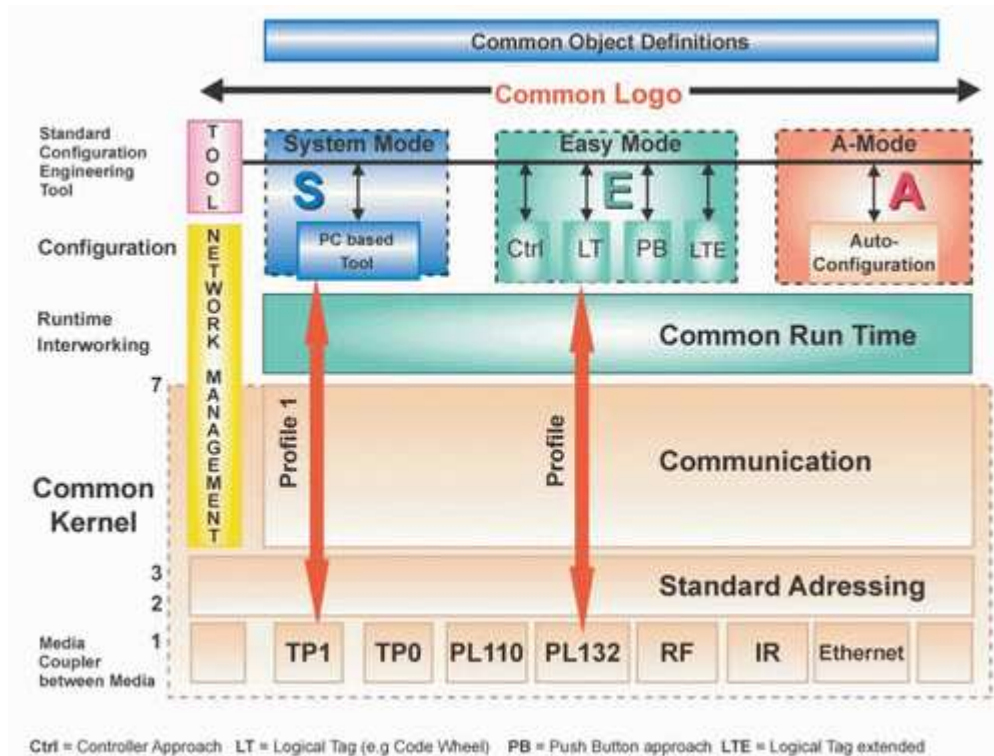 Common Object Definitions
Common Logo
Standard
Configuration
Engineering
Tool
TOOL
System Mode
Easy Mode
A-Mode
S
E
A
Configuration
PC based
Tool
Ctrl
LT
PB
LTE
Auto-
Configuration
NETWORK MANAGEMENT
Runtime
Interworking
Common Run Time
7
Profile 1
Profile
Communication
Common
Kernel
3
2
Standard Adressing
1
Media
Coupler
between Media
TP1
TP0
PL110
PL132
RF
IR
Ethernet
Ctrl = Controller Approach LT = Logical Tag (e.g Code Wheel) PB = Push Button approach LTE = Logical Tag extended